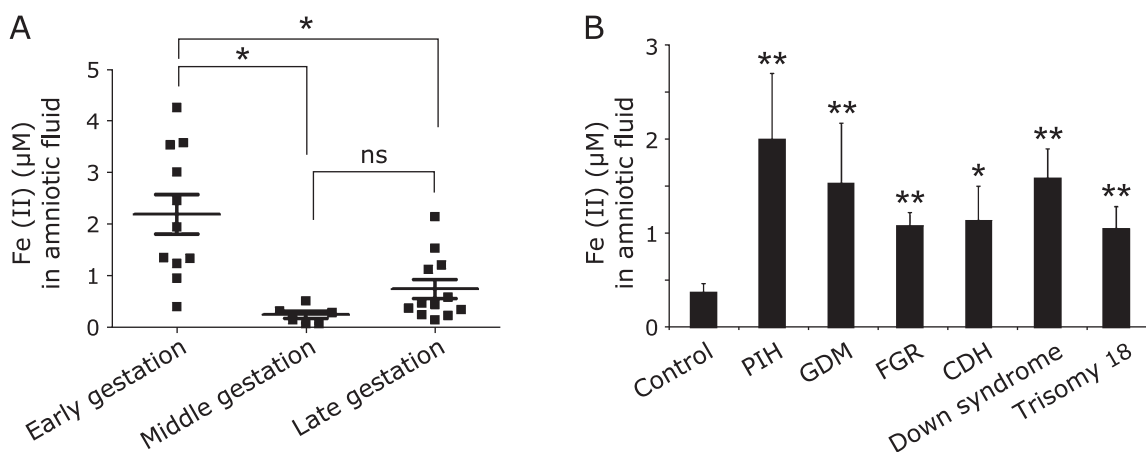 A
*
*
ns
Fe (II) (μM)
in amniotic fluid
5
4
3
2
1
0
Early gestation
Middle gestation
Late gestation
B
Fe (II) (μM)
in amniotic fluid
3
2
1
0
**
**
**
*
**
**
Control
PIH
GDM
FGR
CDH
Down syndrome
Trisomy 18